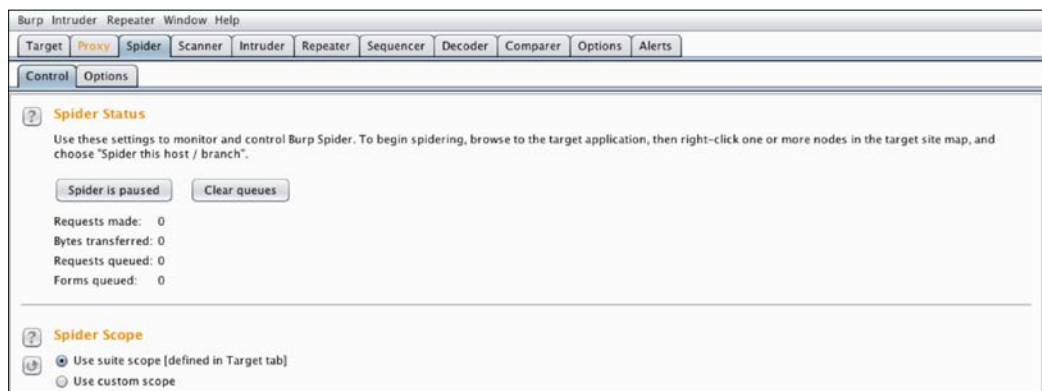 Burp Intruder Repeater Window Help
Target Proxy Spider Scanner Intruder Repeater Sequencer Decoder Comparer Options Alerts
Control Options
? Spider Status
Use these settings to monitor and control Burp Spider. To begin spidering, browse to the target application, then right-click one or more nodes in the target site map, and
choose "Spider this host / branch".
Spider is paused Clear queues
Requests made: 0
Bytes transferred: 0
Requests queued: 0
Forms queued: 0
? Spider Scope
Use suite scope [defined in Target tab]
Use custom scope